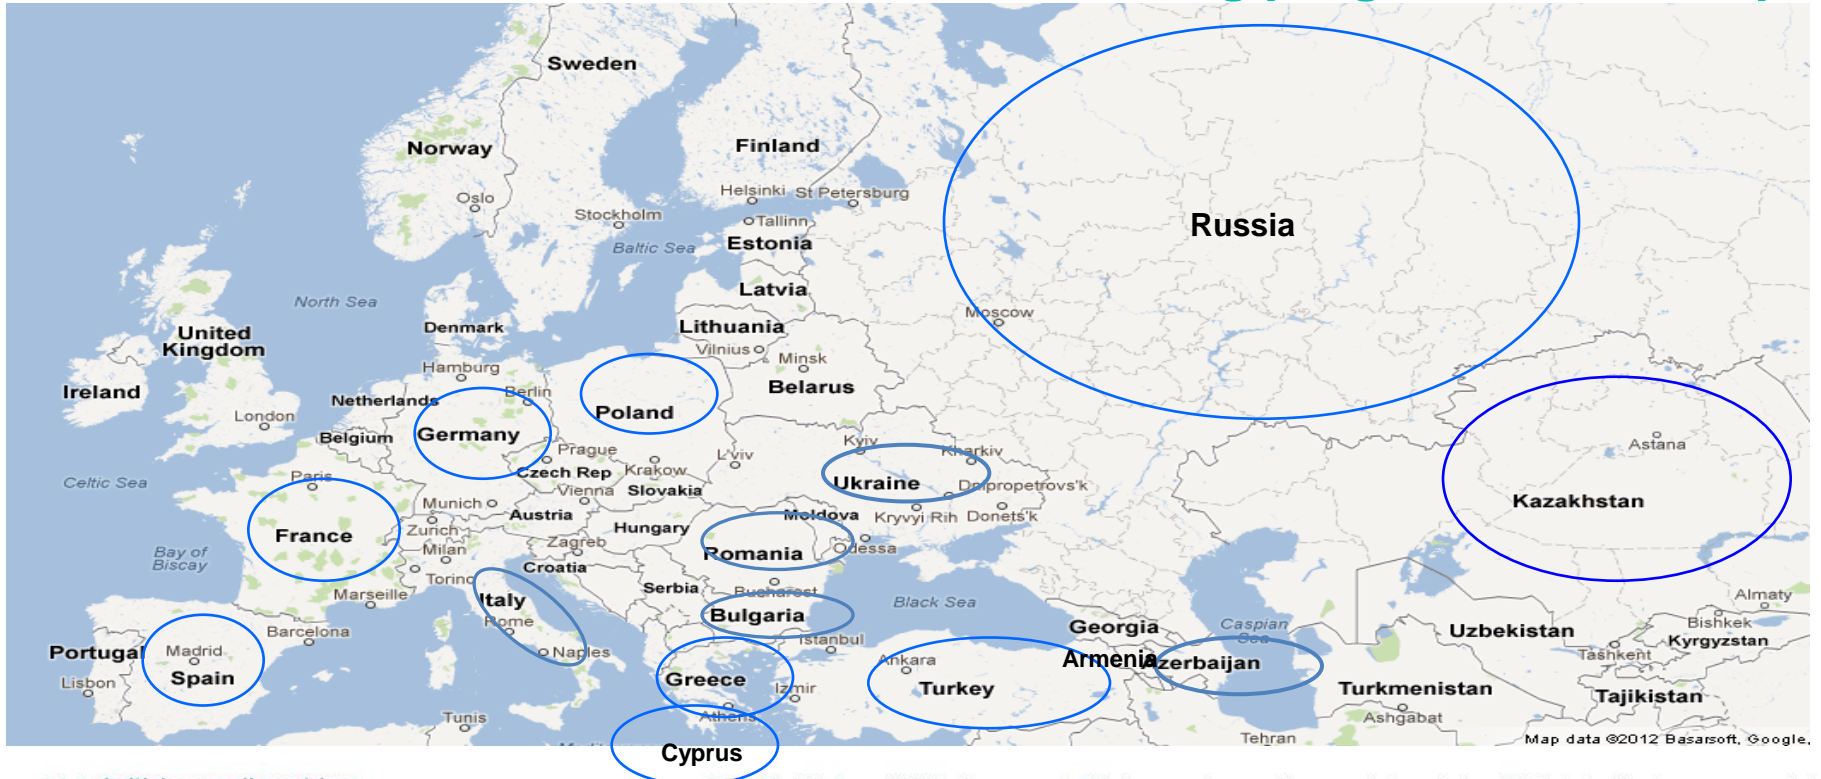 Sweden
Norway
Finland
Oslo
Helsinki
St Petersburg
Stockholm
Tallinn
Baltic Sea
Estonia
Russia
Latvia
North Sea
Moscow
Denmark
Lithuania
United
Kingdom
Vilnius
Minsk
Hamburg
Belarus
Ireland
Berlin
Netherlands
London
Poland
Belgium
Germany
Kyiv
Kharkiv
Astana
Prague
L'viv
Czech Rep
Krakow
Paris
Celtic Sea
Ukraine
Dnipropetrovs'k
Vienna
Slovakia
Munich
Austria
Moldova
Kryvyi Rih
Donets'k
Kazakhstan
Hungary
Zurich
France
Zagreb
Milan
Romania
Odessa
Bay of
Biscay
Croatia
Torino
Serbia
Bucharest
Marseille
Italy
Black Sea
Almaty
Rome
Bulgaria
Bishkek
Georgia
Caspian
Sea
Uzbekistan
Kyrgyzstan
Barcelona
Istanbul
Portugal
Madrid
Naples
Ankara
Armenia
Azerbaijan
Tashkent
Spain
Greece
Izmir
Turkey
Turkmenistan
Tajikistan
Lisbon
Athens
Tunis
Ashgabat
Tehran
Map data ©2012 Basarsoft, Google,
Cyprus